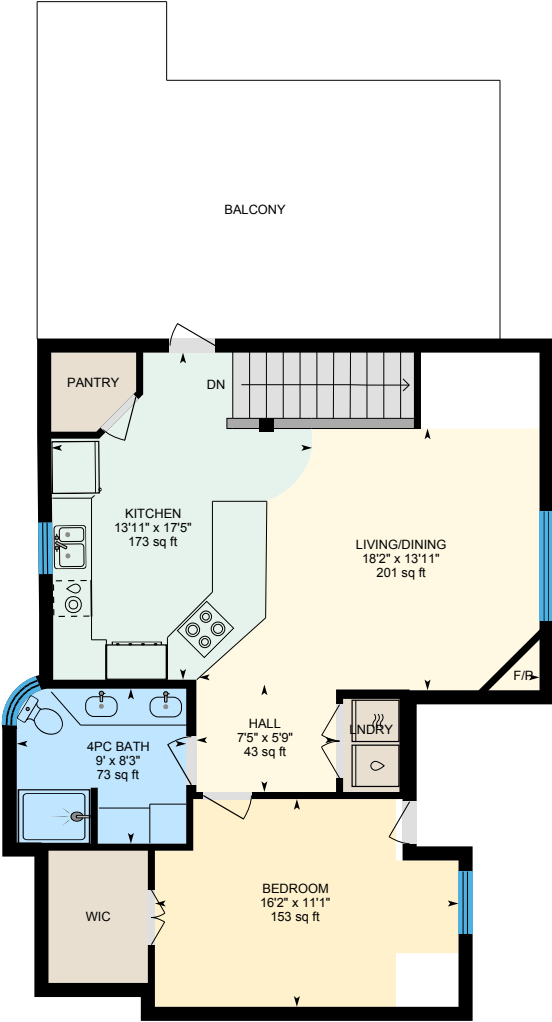 BALCONY
PANTRY
DN
KITCHEN
13'11" x 17'5"
173 sq ft
LIVING/DINING
18'2" x 13'11"
201 sq ft
F/P
HALL
7'5" x 5'9"
43 sq ft
LNDRY
4PC BATH
9' x 8'3"
73 sq ft
BEDROOM
16'2" x 11'1"
153 sq ft
WIC